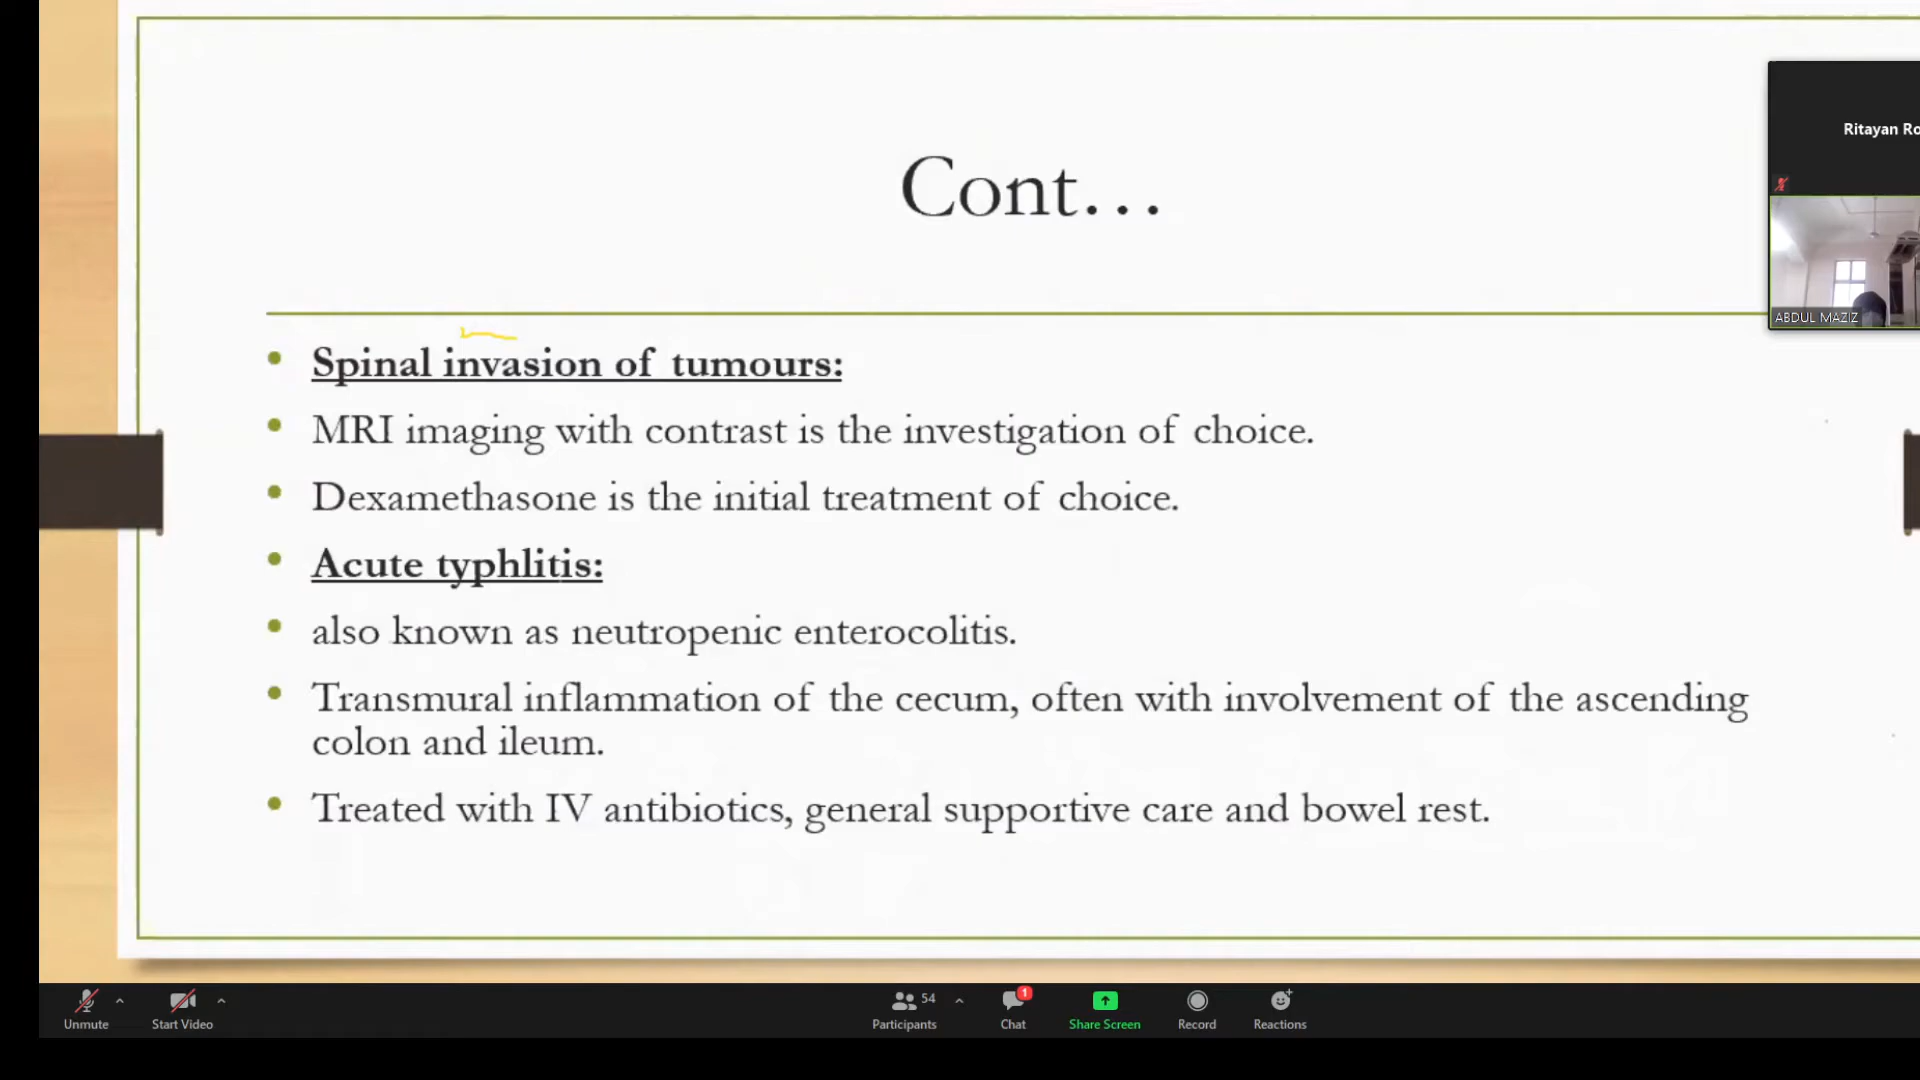 Cont...
Ritayan Ro
ABDUL MAZIZ
Spinal invasion of tumours:
MRI imaging with contrast is the investigation of choice.
Dexamethasone is the initial treatment of choice.
Acute typhlitis:
also known as neutropenic enterocolitis.
Transmural inflammation of the cecum, often with involvement of the ascending
colon and ileum.
Treated with IV antibiotics, general supportive care and bowel rest.
54
1
Unmute
Start Video
Participants
Chat
Share Screen
Record
Reactions